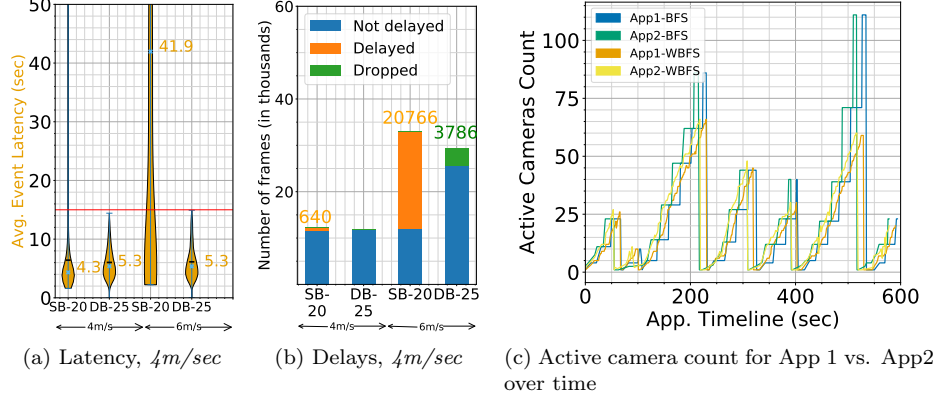 50
40
30
20
10
0
Avg. Event Latency (sec)
41.9
4.3
5.3
5.3
SB-20 DB-25 SB-20 DB-25
4m/s 6m/s
(a) Latency, 4m/sec
60
40
20
Number of frames (in thousands)
Not delayed
Delayed
Dropped
640
20766
3786
SB-20 DB-25 SB-20 DB-25
4m/s 6m/s
(b) Delays, 4m/sec
100
75
50
25
0
Active Cameras Count
App1-BFS
App2-BFS
App1-WBFS
App2-WBFS
0 200 400 600
App. Timeline (sec)
(c) Active camera count for App 1 vs. App2
over time